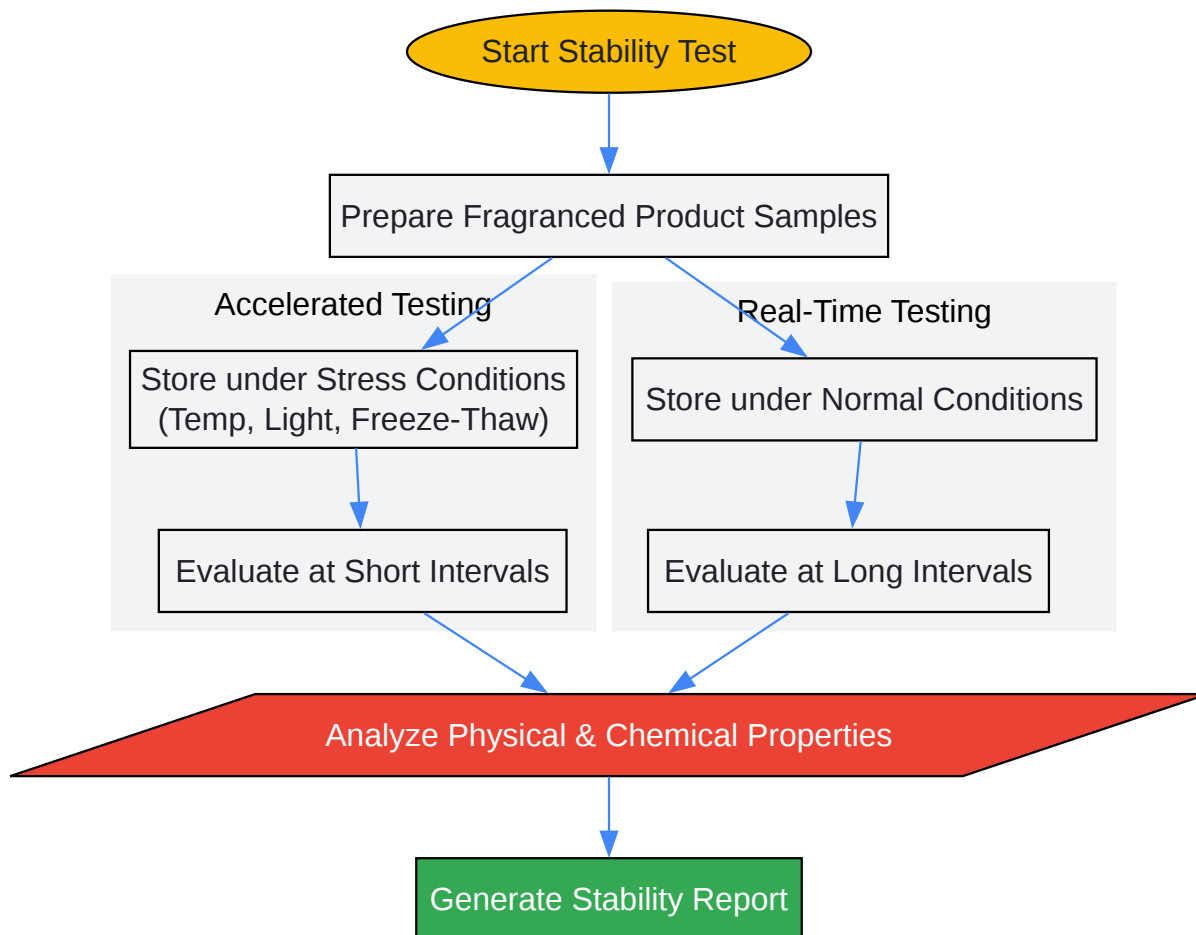 Start Stability Test
Prepare Fragranced Product Samples
Accelerated Testing
Store under Stress Conditions
(Temp, Light, Freeze-Thaw)
Evaluate at Short Intervals
Real-Time Testing
Store under Normal Conditions
Evaluate at Long Intervals
Analyze Physical & Chemical Properties
Generate Stability Report